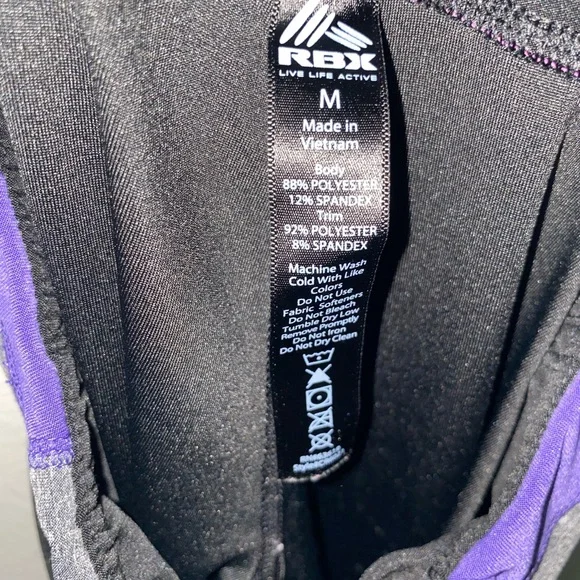 RBX
LIVE LIFE ACTIVE
M
Made in
Vietnam
Body
88% POLYESTER
12% SPANDEX
Trim
92% POLYESTER
8% SPANDEX
Machine Wash
Cold With Like
Colors
Do Not Use
Fabric Softeners
Do Not Bleach
Tumble Dry Low
Remove Promptly
Do Not Iron
Do Not Dry Clean